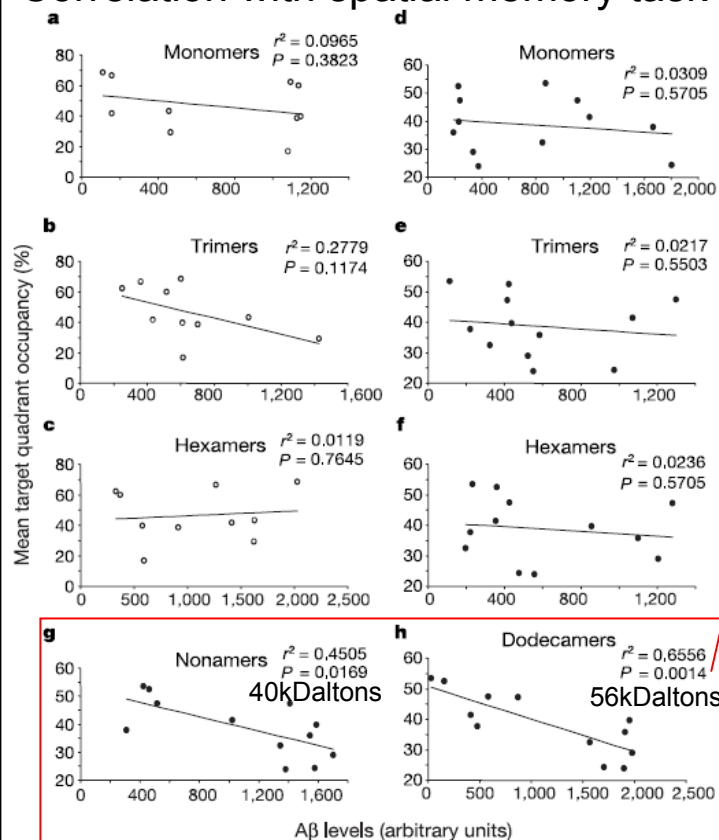 Correlation with spatial memory task
Mean target quadrant occupancy (%)
a
Monomers
r² = 0.0965
P = 0.3823
80
60
40
20
0
0 400 800 1,200
d
Monomers
r² = 0.0309
P = 0.5705
60
50
40
30
20
0 400 800 1,200 1,600 2,000
b
Trimers
r² = 0.2779
P = 0.1174
80
60
40
20
0
0 400 800 1,200 1,600
e
Trimers
r² = 0.0217
P = 0.5503
60
50
40
30
20
0 400 800 1,200
c
Hexamers
r² = 0.0119
P = 0.7645
80
60
40
20
0
0 500 1,000 1,500 2,000 2,500
f
Hexamers
r² = 0.0236
P = 0.5705
60
50
40
30
20
0 400 800 1,200
g
Nonamers
r² = 0.4505
P = 0.0169
40kDaltons
60
50
40
30
20
0 400 800 1,200 1,600
h
Dodecamers
r² = 0.6556
P = 0.0014
56kDaltons
60
50
40
30
20
0 500 1,000 1,500 2,000 2,500
Aβ levels (arbitrary units)